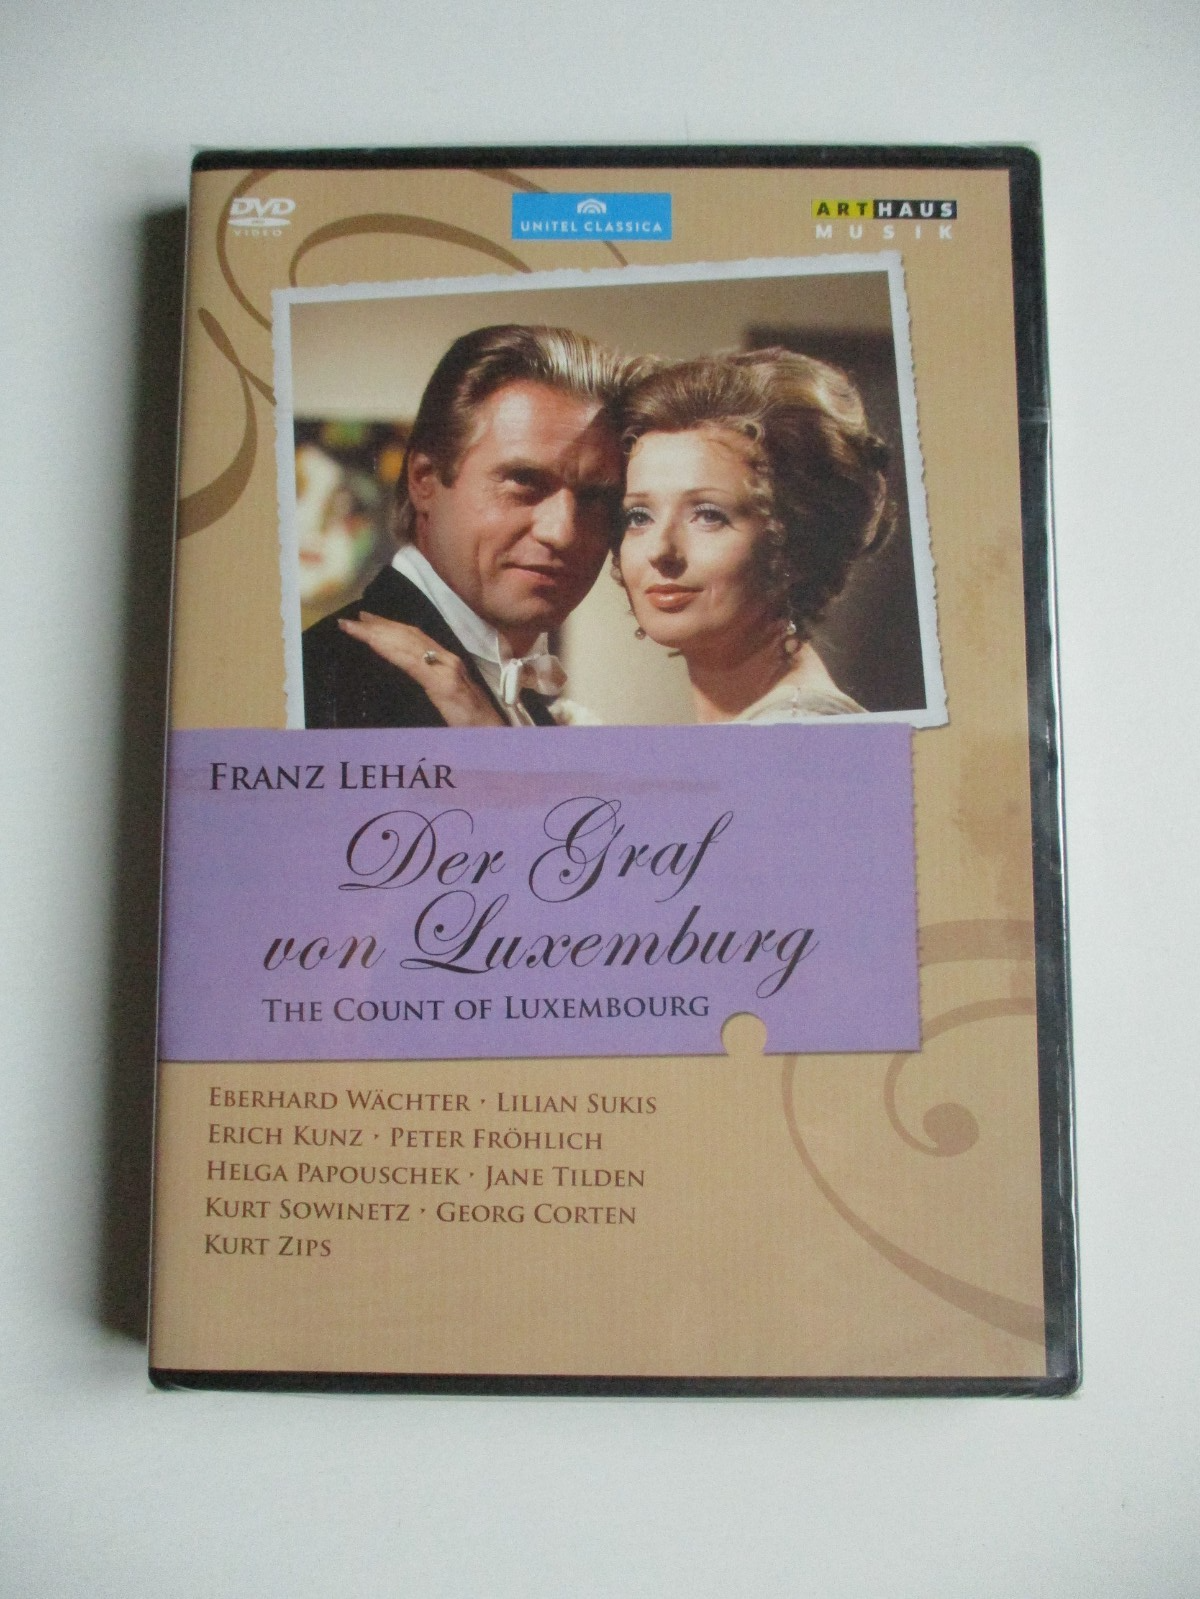 DVD
VIDEO
UNITEL CLASSICA
ARTHAUS
MUSIK
FRANZ LEHÁR
Der Graf
von Luxemburg
THE COUNT OF LUXEMBOURG
EBERHARD WÄCHTER · LILIAN SUKIS
ERICH KUNZ · PETER FRÖHLICH
HELGA PAPOUSCHEK · JANE TILDEN
KURT SOWINETZ · GEORG CORTEN
KURT ZIPS